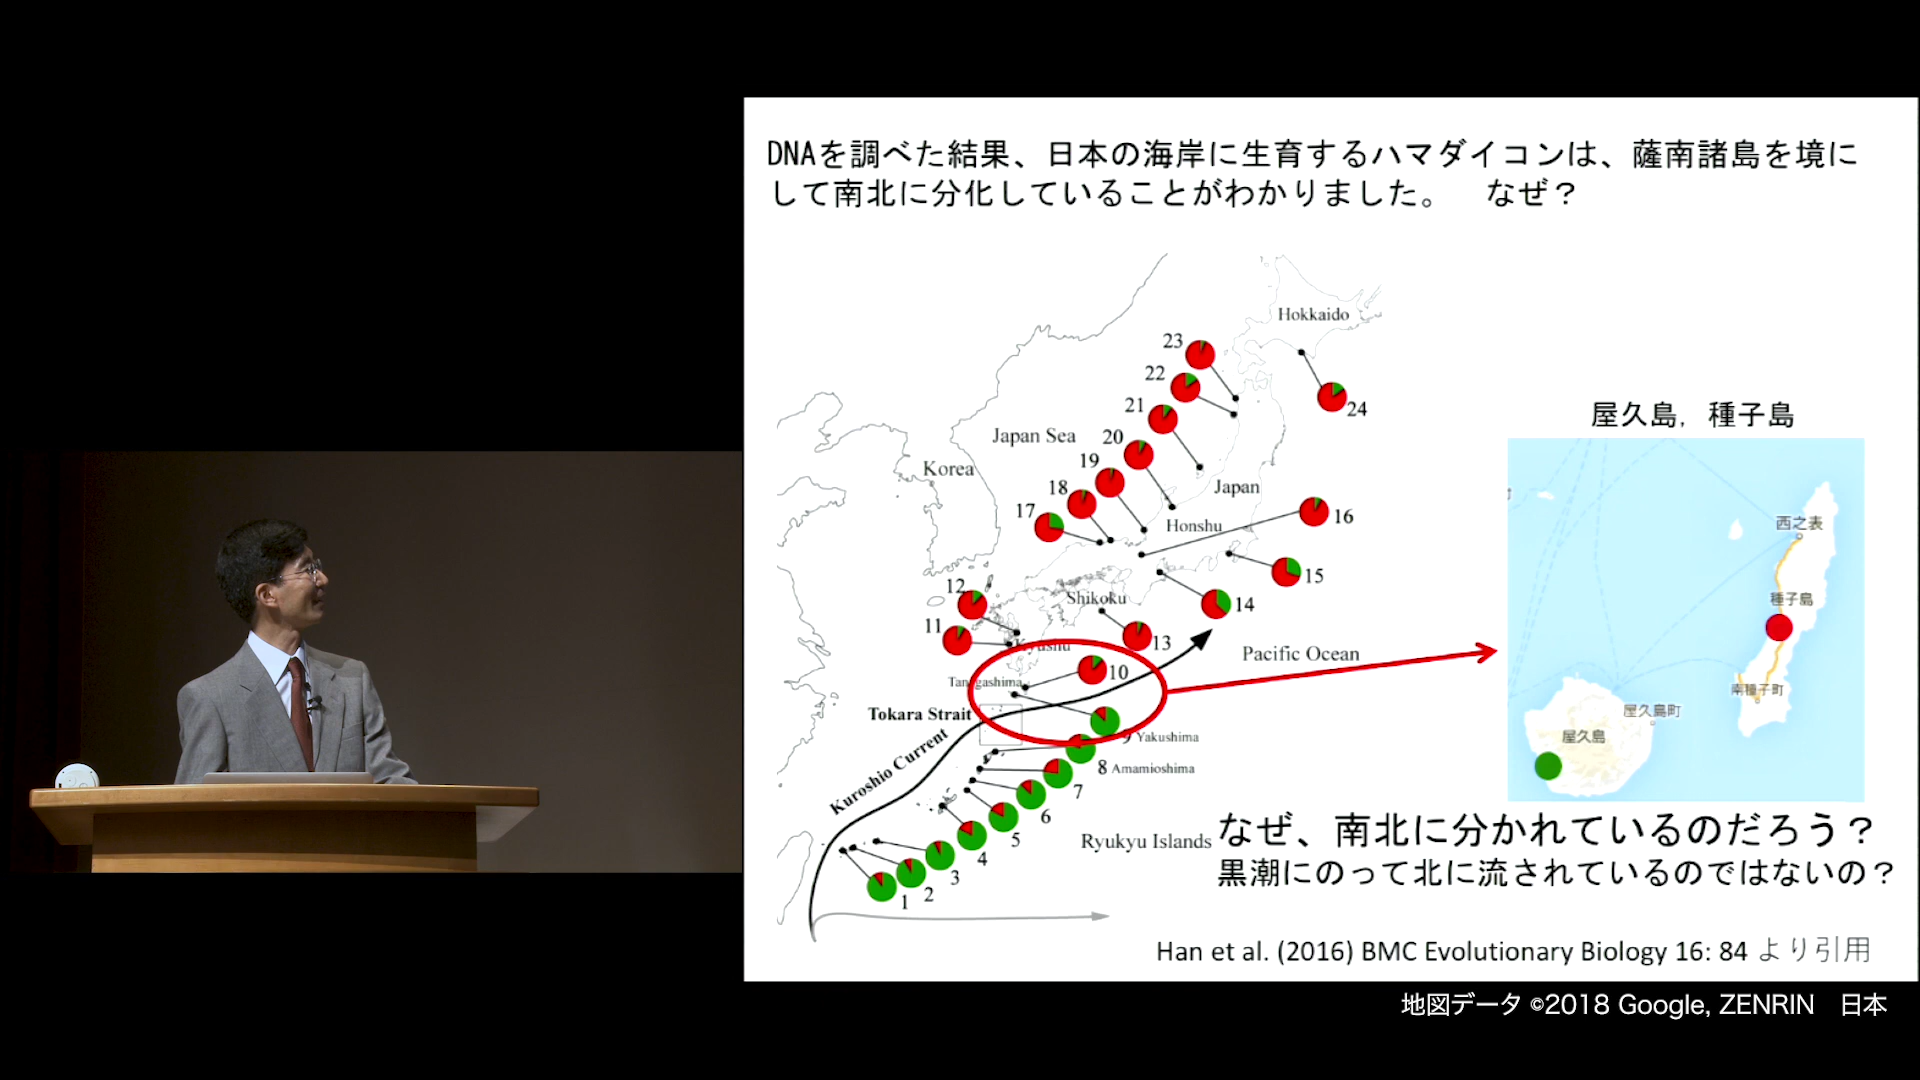 DNAを調べた結果、日本の海岸に生育するハマダイコンは、薩南諸島を境に
して南北に分化していることがわかりました。 なぜ？
Hokkaido
23
22
24
21
屋久島，種子島
Japan Sea
20
Korea
19
18
Japan
17
16
Honshu
西之表
15
12
Shikoku
14
種子島
11
13
Kyushu
Pacific Ocean
10
Tanegashima
南種子町
Tokara Strait
屋久島町
9 Yakushima
屋久島
Kuroshio Current
8 Amamioshima
7
6
5
Ryukyu Islands
4
3
2
1
なぜ、南北に分かれているのだろう？
黒潮にのって北に流されているのではないの？
Han et al. (2016) BMC Evolutionary Biology 16: 84 より引用
地図データ ©2018 Google, ZENRIN 日本